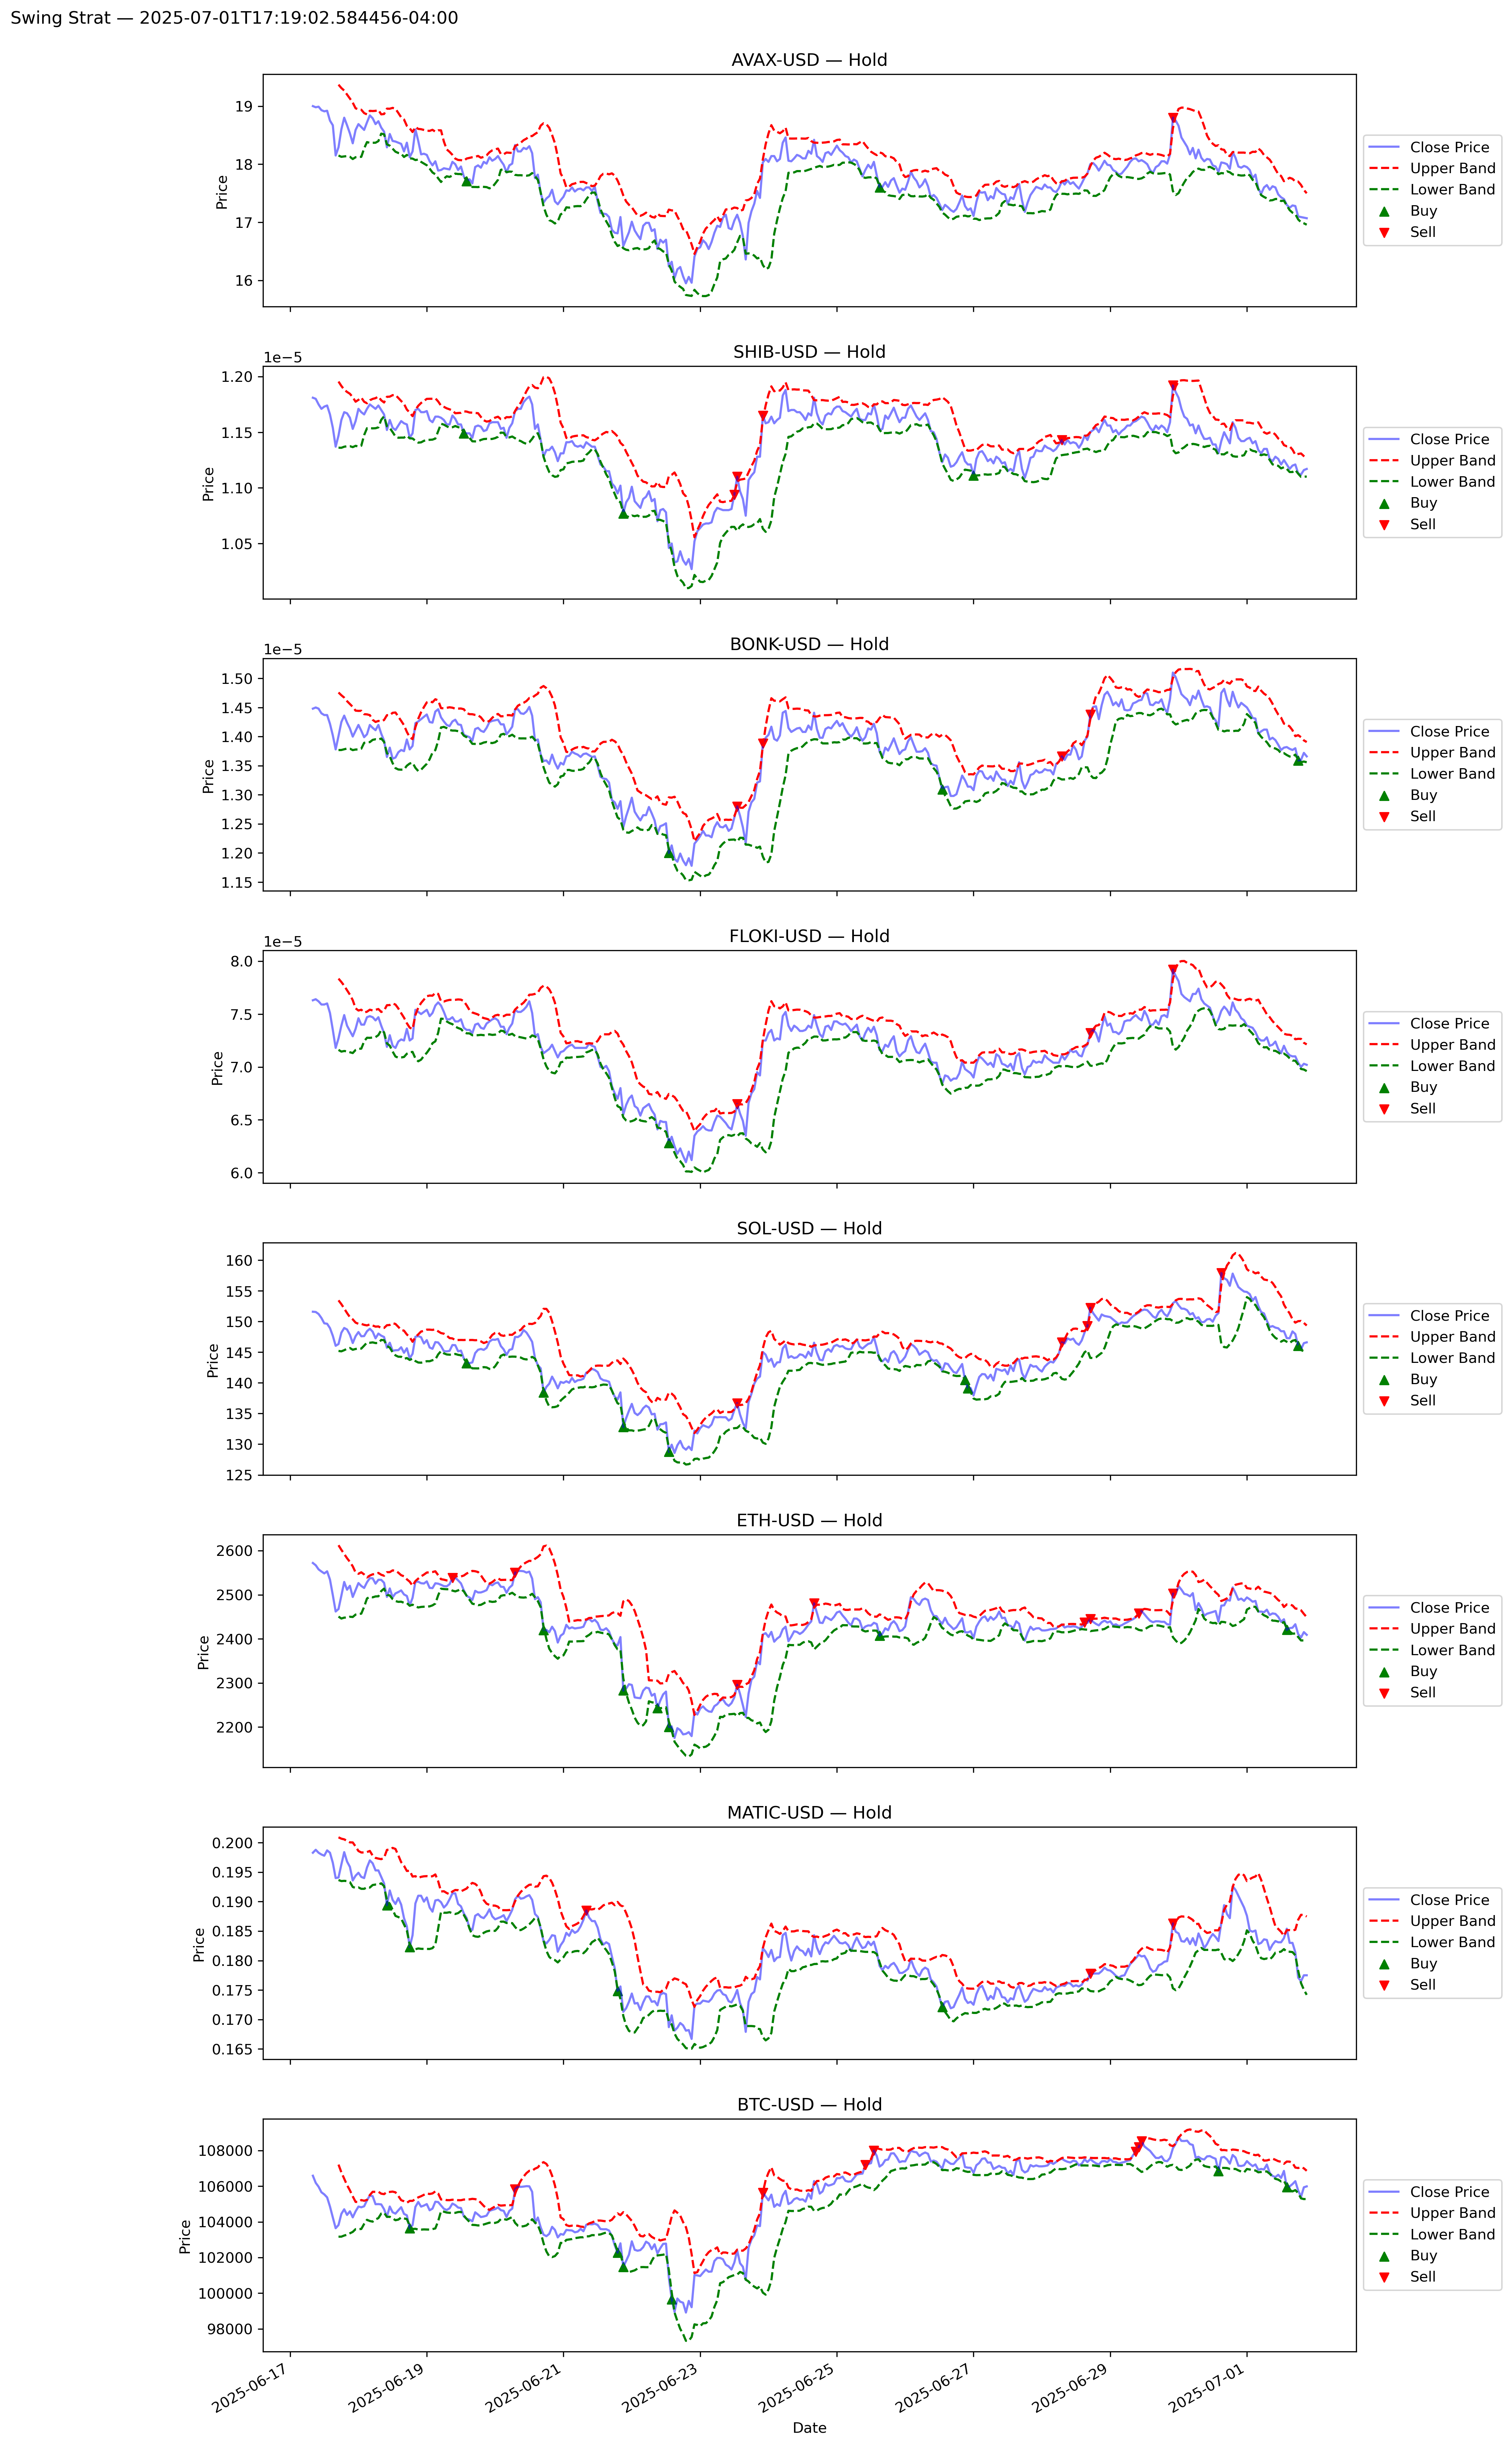 Swing Strat — 2025-07-01T17:19:02.584456-04:00
AVAX-USD — Hold
19
18
17
16
Price
Close Price
Upper Band
Lower Band
Buy
Sell
SHIB-USD — Hold
1e−5
1.20
1.15
1.10
1.05
Price
Close Price
Upper Band
Lower Band
Buy
Sell
BONK-USD — Hold
1e−5
1.50
1.45
1.40
1.35
1.30
1.25
1.20
1.15
Price
Close Price
Upper Band
Lower Band
Buy
Sell
FLOKI-USD — Hold
1e−5
8.0
7.5
7.0
6.5
6.0
Price
Close Price
Upper Band
Lower Band
Buy
Sell
SOL-USD — Hold
160
155
150
145
140
135
130
125
Price
Close Price
Upper Band
Lower Band
Buy
Sell
ETH-USD — Hold
2600
2500
2400
2300
2200
Price
Close Price
Upper Band
Lower Band
Buy
Sell
MATIC-USD — Hold
0.200
0.195
0.190
0.185
0.180
0.175
0.170
0.165
Price
Close Price
Upper Band
Lower Band
Buy
Sell
BTC-USD — Hold
108000
106000
104000
102000
100000
98000
Price
Close Price
Upper Band
Lower Band
Buy
Sell
2025-06-17
2025-06-19
2025-06-21
2025-06-23
2025-06-25
2025-06-27
2025-06-29
2025-07-01
Date